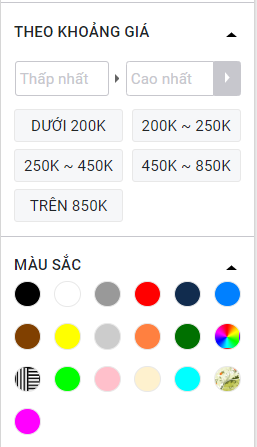 THEO KHOẢNG GIÁ
Thấp nhất Cao nhất
DƯỚI 200K 200K ~ 250K
250K ~ 450K 450K ~ 850K
TRÊN 850K
MÀU SẮC